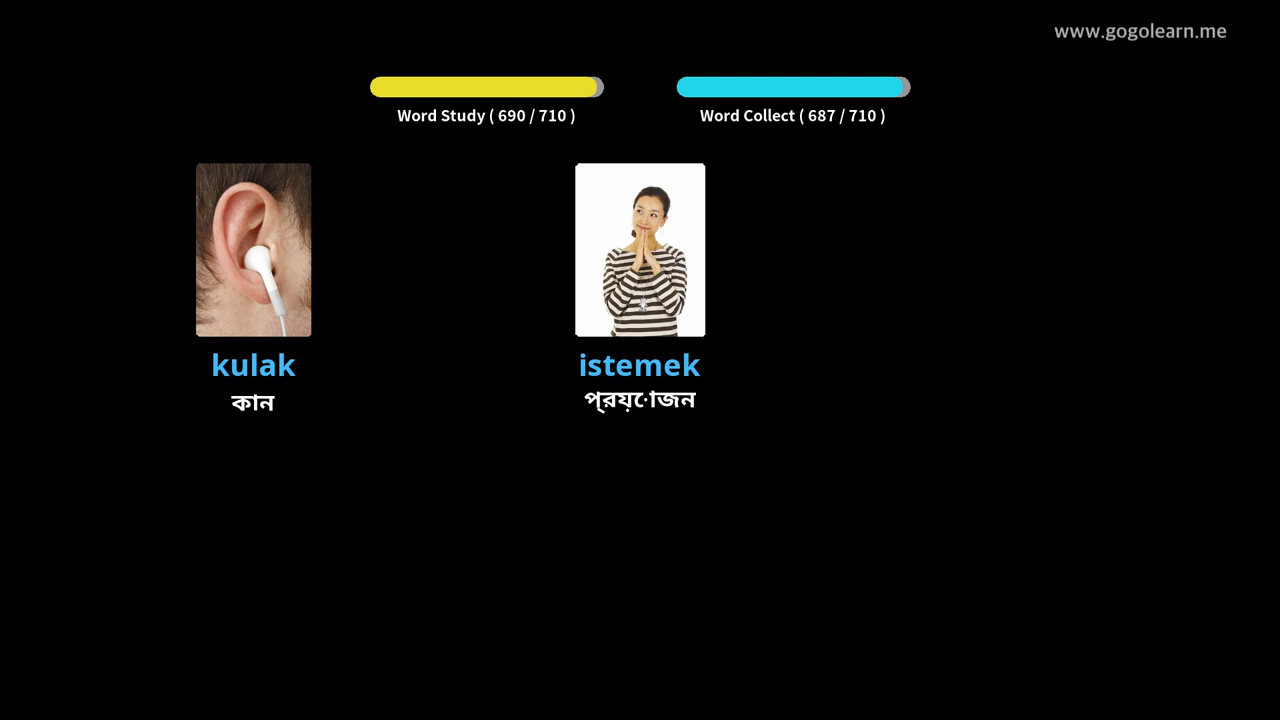 www.gogolearn.me
Word Study ( 690 / 710 )
Word Collect ( 687 / 710 )
kulak
কান
istemek
প্রয়োজন